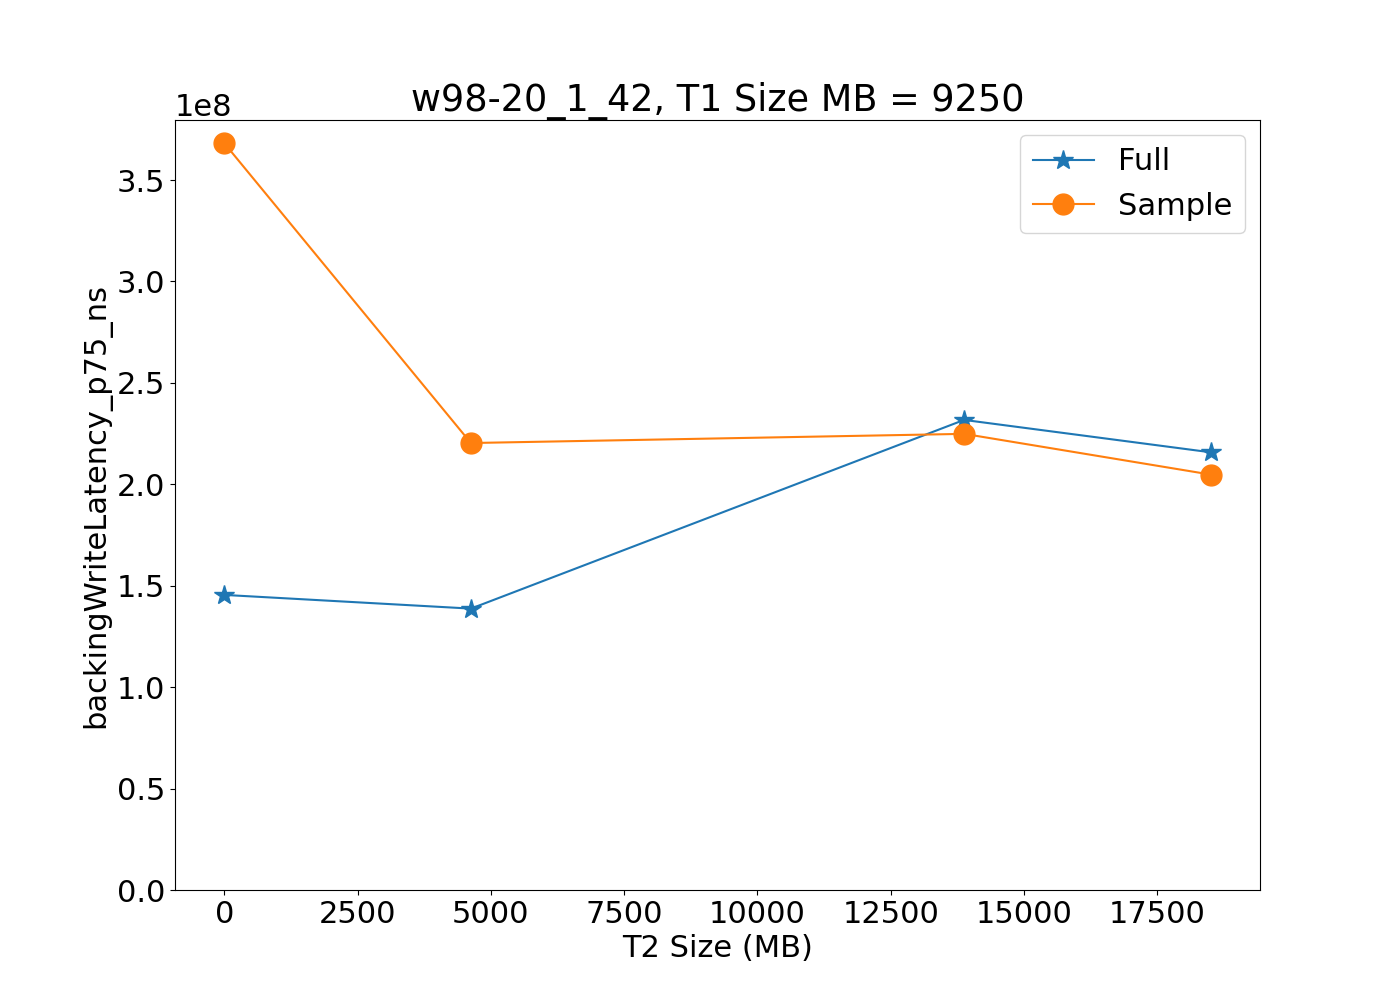 w98-20_1_42, T1 Size MB = 9250
1e8
Full
Sample
3.5
3.0
2.5
2.0
1.5
1.0
0.5
0.0
backingWriteLatency_p75_ns
0 2500 5000 7500 10000 12500 15000 17500
T2 Size (MB)